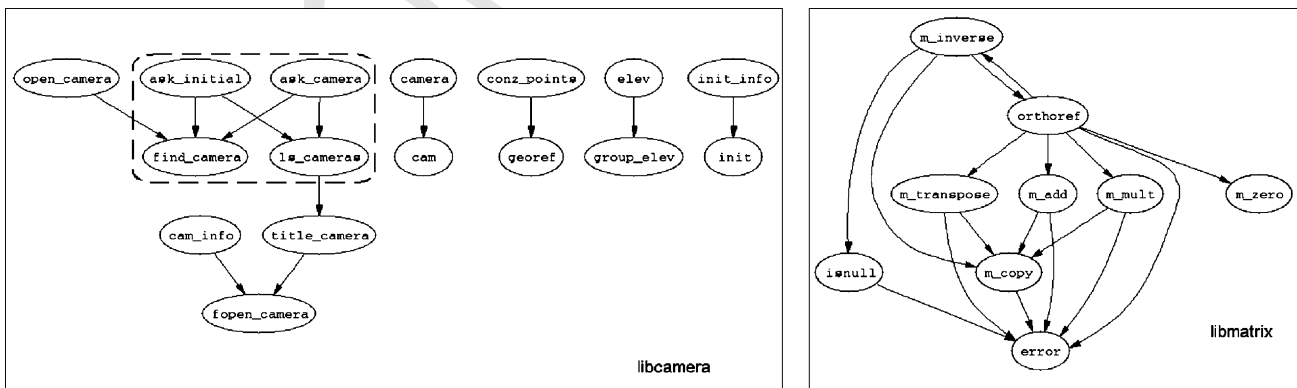 open_camera
ask_initial
ask_camera
camera
conz_points
elev
init_info
find_camera
ls_cameras
cam
georef
group_elev
init
cam_info
title_camera
fopen_camera
libcamera
m_inverse
orthoref
m_transpose
m_add
m_mult
m_zero
isnull
m_copy
error
libmatrix